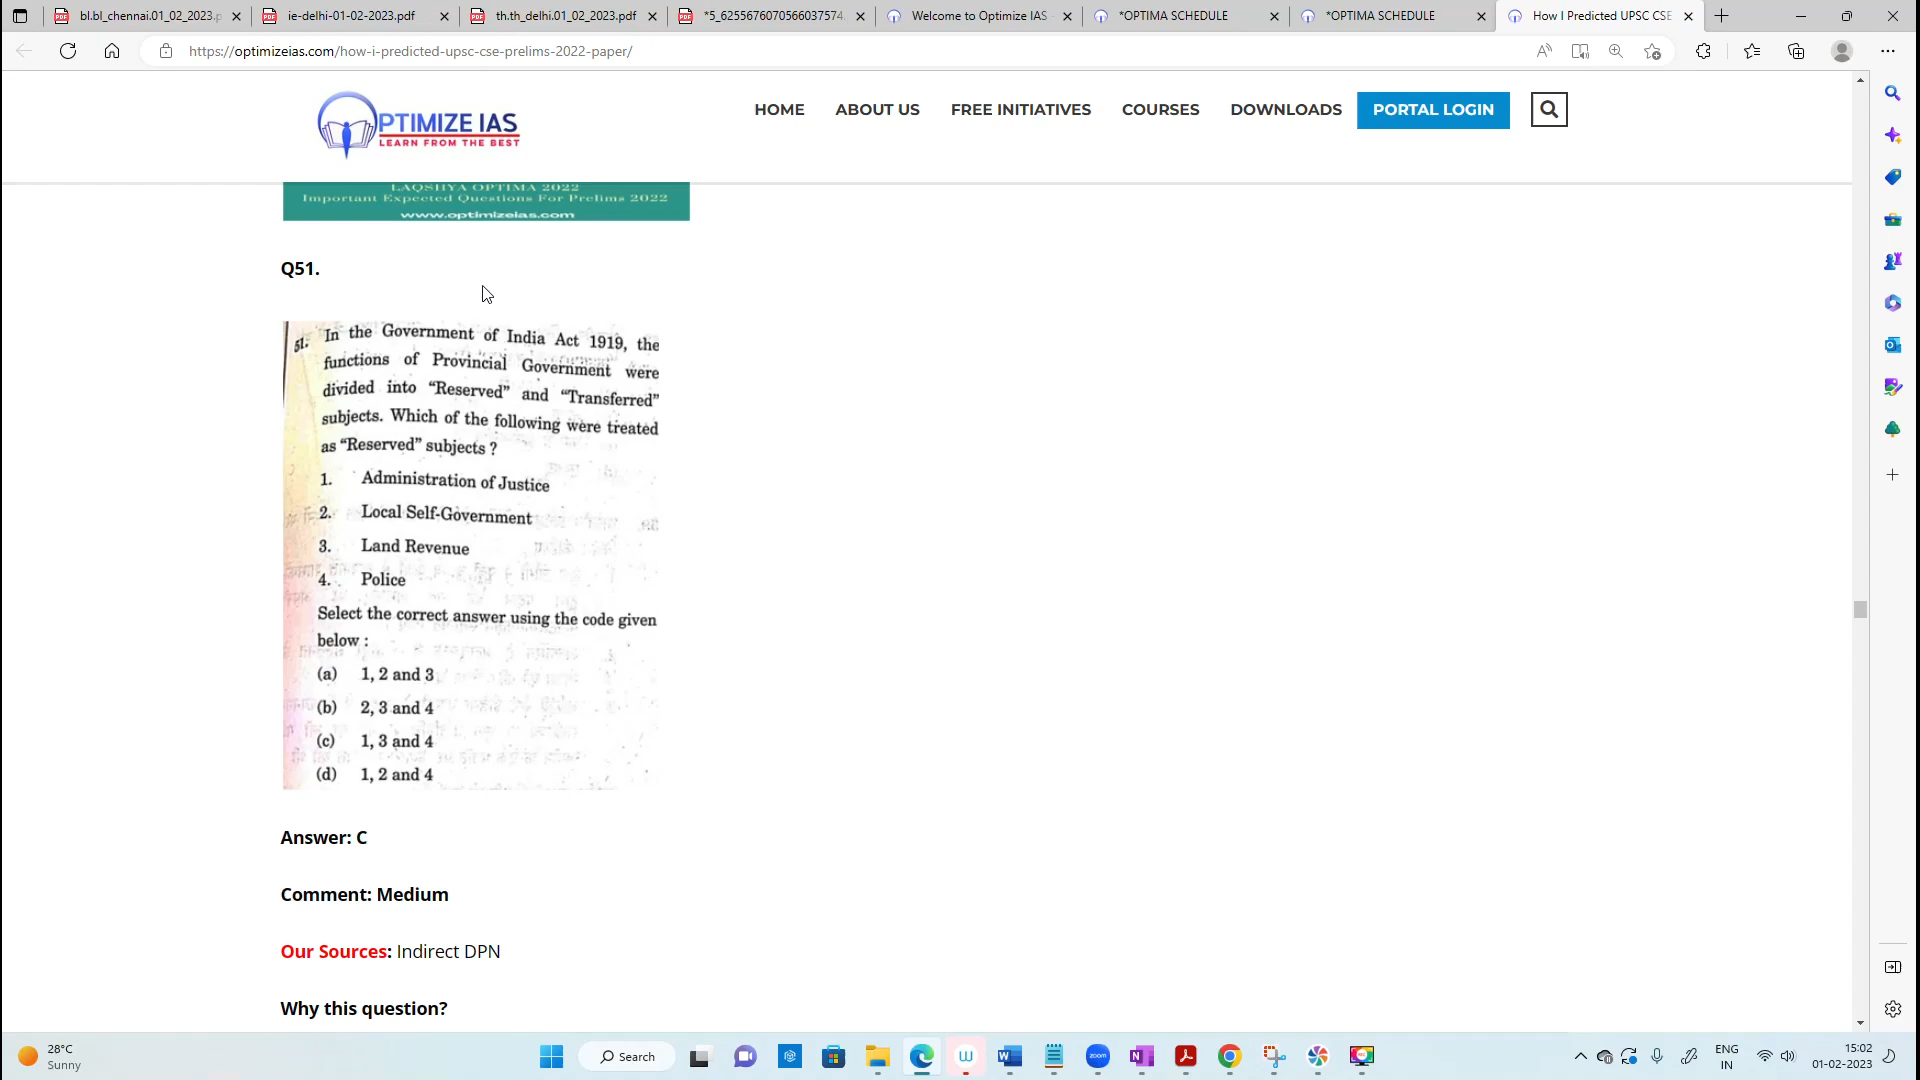 bl.bl_chennai.01_02_2023.p
ie-delhi-01-02-2023.pdf
th.th_delhi.01_02_2023.pdf
*5_6255676070566037574
Welcome to Optimize IAS
*OPTIMA SCHEDULE
*OPTIMA SCHEDULE
How I Predicted UPSC CSE
https://optimizeias.com/how-i-predicted-upsc-cse-prelims-2022-paper/
OPTIMIZE IAS
LEARN FROM THE BEST
HOME
ABOUT US
FREE INITIATIVES
COURSES
DOWNLOADS
PORTAL LOGIN
LAQSHYA OPTIMA 2022
Important Expected Questions For Prelims 2022
www.optimizeias.com
Q51.
51. In the Government of India Act 1919, the
functions of Provincial Government were
divided into “Reserved” and “Transferred”
subjects. Which of the following were treated
as “Reserved” subjects ?
1. Administration of Justice
2. Local Self-Government
3. Land Revenue
4. Police
Select the correct answer using the code given
below :
(a) 1, 2 and 3
(b) 2, 3 and 4
(c) 1, 3 and 4
(d) 1, 2 and 4
Answer: C
Comment: Medium
Our Sources: Indirect DPN
Why this question?
28°C
Sunny
Search
zoom
ENG
IN
15:02
01-02-2023